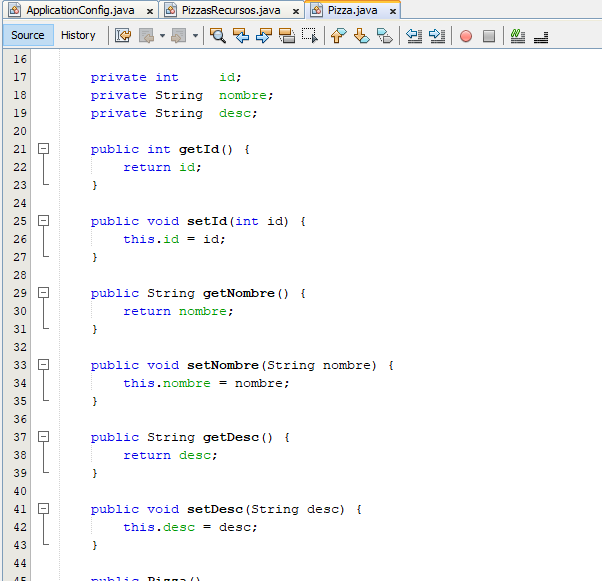 ApplicationConfig.java x PizzasRecursos.java x Pizza.java x
Source History
16
17 private int id;
18 private String nombre;
19 private String desc;
20
21 public int getId() {
22 return id;
23 }
24
25 public void setId(int id) {
26 this.id = id;
27 }
28
29 public String getNombre() {
30 return nombre;
31 }
32
33 public void setNombre(String nombre) {
34 this.nombre = nombre;
35 }
36
37 public String getDesc() {
38 return desc;
39 }
40
41 public void setDesc(String desc) {
42 this.desc = desc;
43 }
44
45 public Pizza()